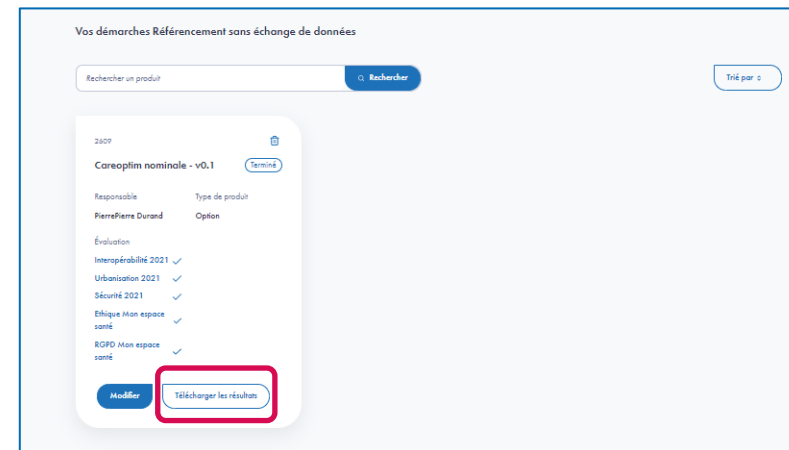 Vos démarches Référencement sans échange de données
Rechercher un produit
Rechercher
Trié par
2609
Careoptim nominale - v0.1
Terminé
Responsable
Type de produit
PierrePierre Durand
Option
Évaluation
Interopérabilité 2021
Urbanisation 2021
Sécurité 2021
Ethique Mon espace
santé
RGPD Mon espace
santé
Modifier
Télécharger les résultats